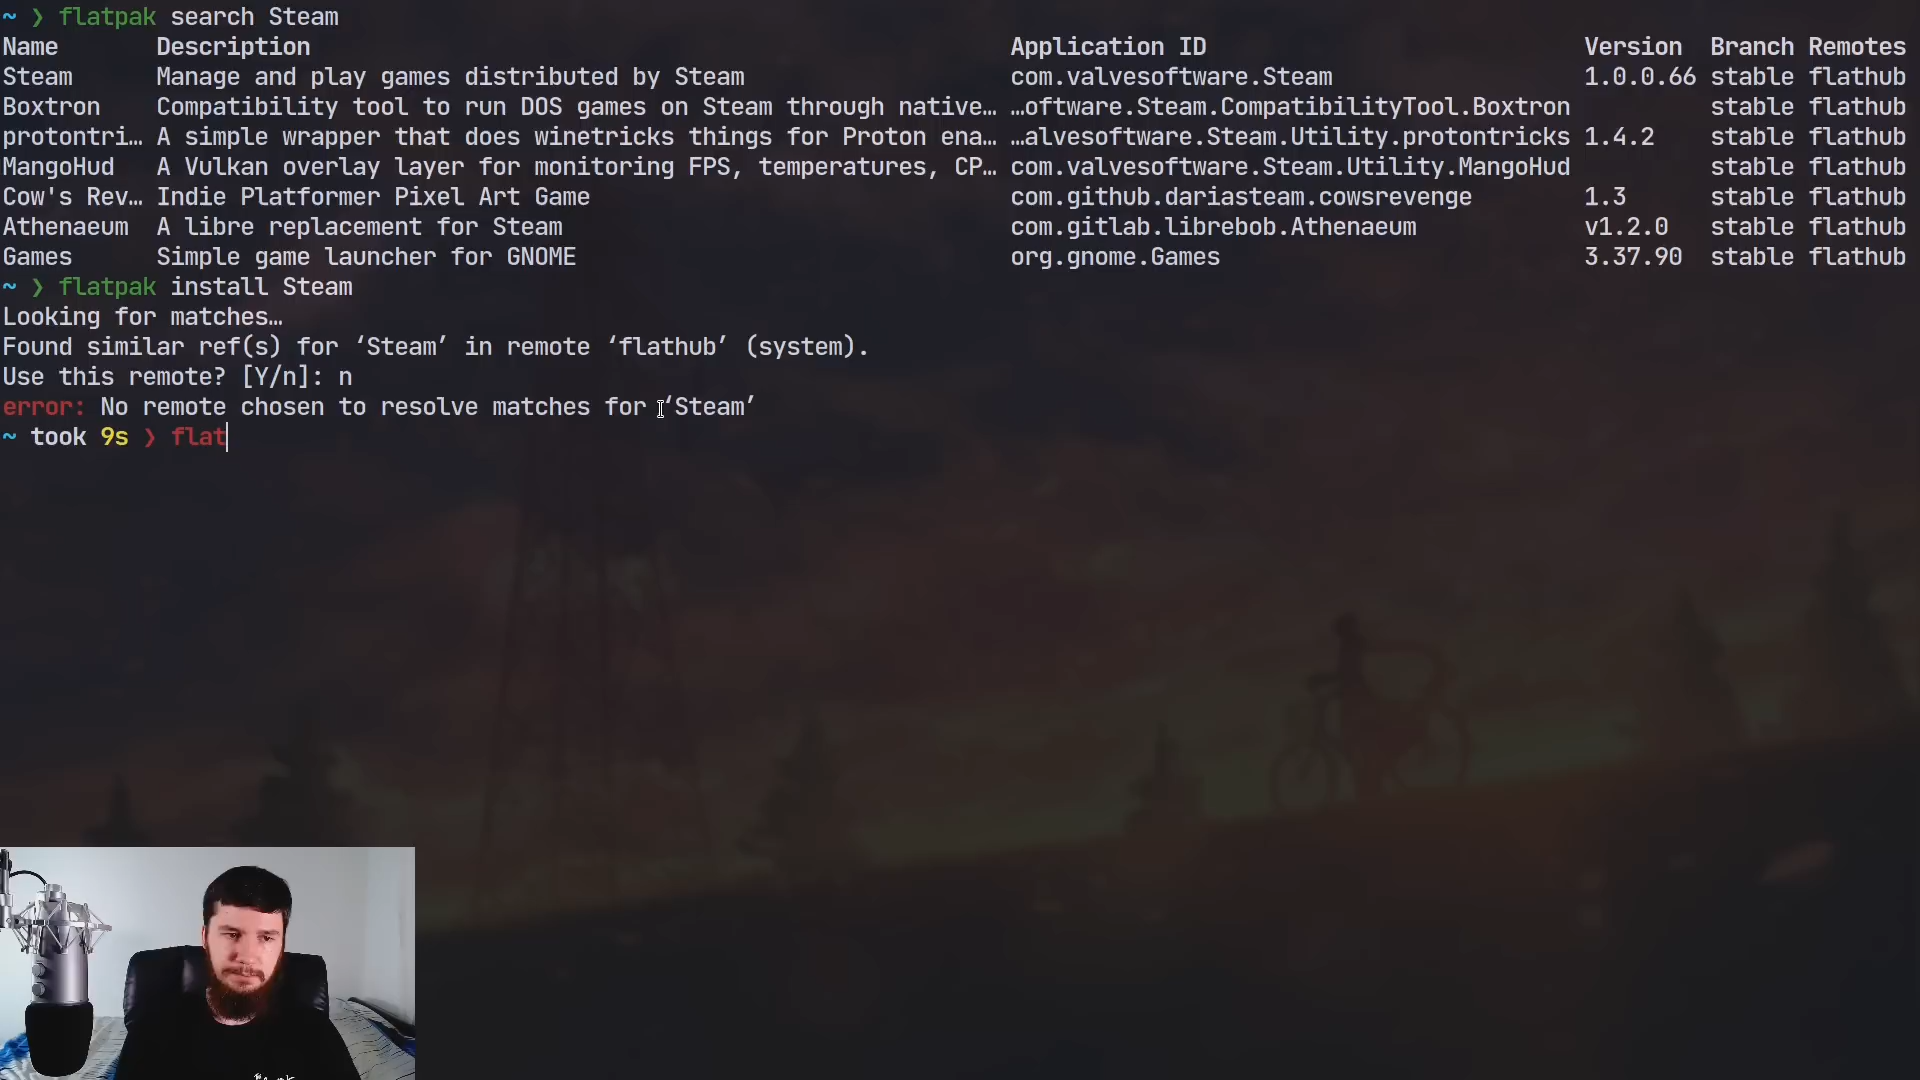 ~ ❯ flatpak search Steam
Name Description Application ID Version Branch Remotes
Steam Manage and play games distributed by Steam com.valvesoftware.Steam 1.0.0.66 stable flathub
Boxtron Compatibility tool to run DOS games on Steam through native… …oftware.Steam.CompatibilityTool.Boxtron stable flathub
protontri… A simple wrapper that does winetricks things for Proton ena… …alvesoftware.Steam.Utility.protontricks 1.4.2 stable flathub
MangoHud A Vulkan overlay layer for monitoring FPS, temperatures, CP… com.valvesoftware.Steam.Utility.MangoHud stable flathub
Cow's Rev… Indie Platformer Pixel Art Game com.github.dariasteam.cowsrevenge 1.3 stable flathub
Athenaeum A libre replacement for Steam com.gitlab.librebob.Athenaeum v1.2.0 stable flathub
Games Simple game launcher for GNOME org.gnome.Games 3.37.90 stable flathub
~ ❯ flatpak install Steam
Looking for matches…
Found similar ref(s) for ‘Steam’ in remote ‘flathub’ (system).
Use this remote? [Y/n]: n
error: No remote chosen to resolve matches for ‘Steam’
~ took 9s ❯ flat